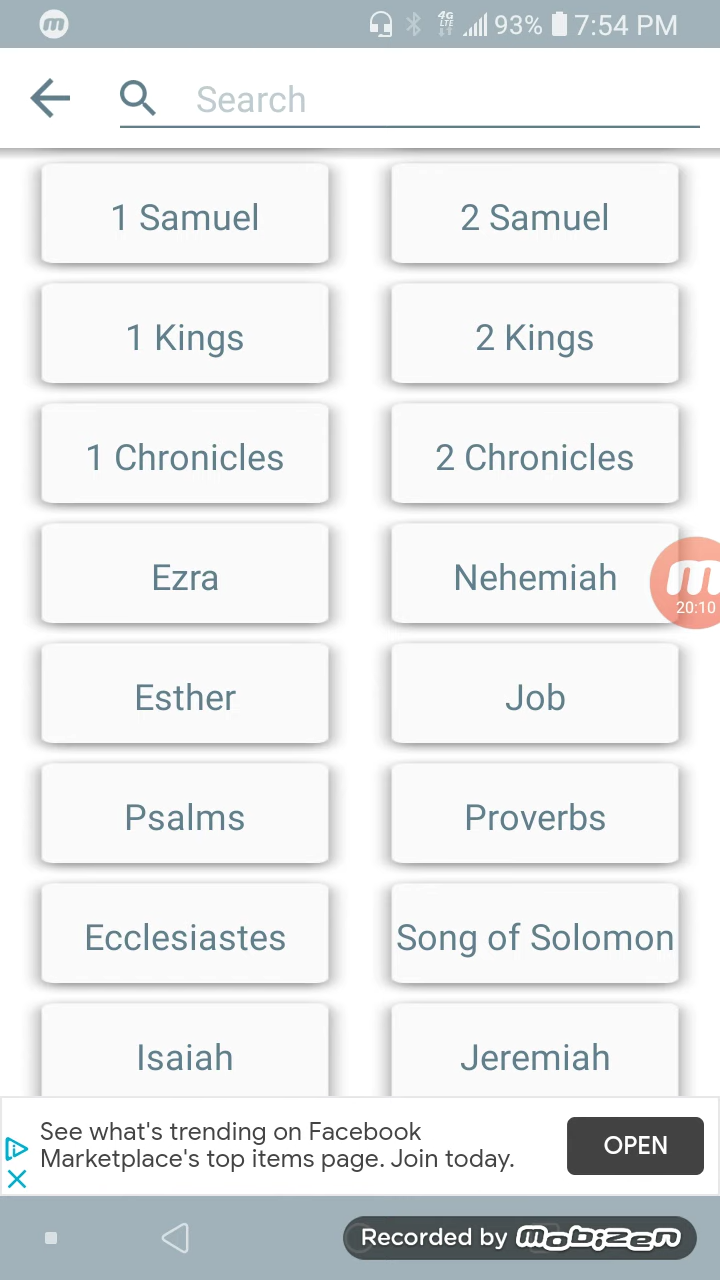 m 4G LTE 93% 7:54 PM
Search
1 Samuel 2 Samuel
1 Kings 2 Kings
1 Chronicles 2 Chronicles
Ezra Nehemiah
m
20:10
Esther Job
Psalms Proverbs
Ecclesiastes Song of Solomon
Isaiah Jeremiah
See what's trending on Facebook
Marketplace's top items page. Join today.
OPEN
Recorded by mobizen